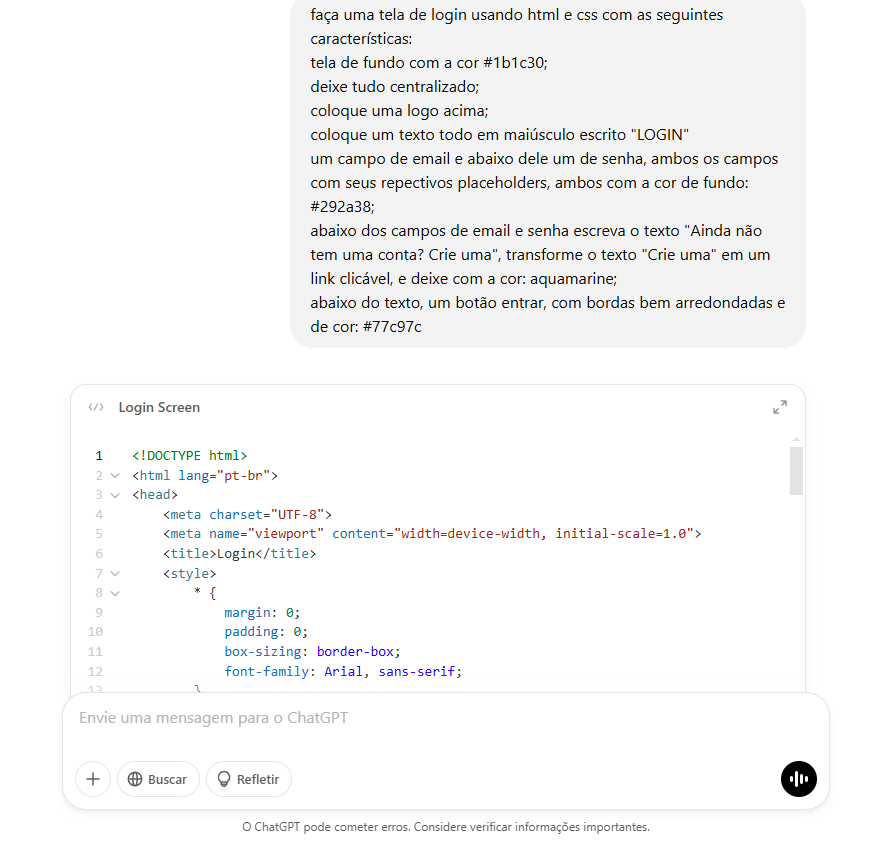 faça uma tela de login usando html e css com as seguintes
características:
tela de fundo com a cor #1b1c30;
deixe tudo centralizado;
coloque uma logo acima;
coloque um texto todo em maiúsculo escrito "LOGIN"
um campo de email e abaixo dele um de senha, ambos os campos
com seus repectivos placeholders, ambos com a cor de fundo:
#292a38;
abaixo dos campos de email e senha escreva o texto "Ainda não
tem uma conta? Crie uma", transforme o texto "Crie uma" em um
link clicável, e deixe com a cor: aquamarine;
abaixo do texto, um botão entrar, com bordas bem arredondadas e
de cor: #77c97c
Login Screen
1 <!DOCTYPE html>
2 <html lang="pt-br">
3 <head>
4 <meta charset="UTF-8">
5 <meta name="viewport" content="width=device-width, initial-scale=1.0">
6 <title>Login</title>
7 <style>
8 * {
9 margin: 0;
10 padding: 0;
11 box-sizing: border-box;
12 font-family: Arial, sans-serif;
13 }
Envie uma mensagem para o ChatGPT
Buscar Refletir
O ChatGPT pode cometer erros. Considere verificar informações importantes.